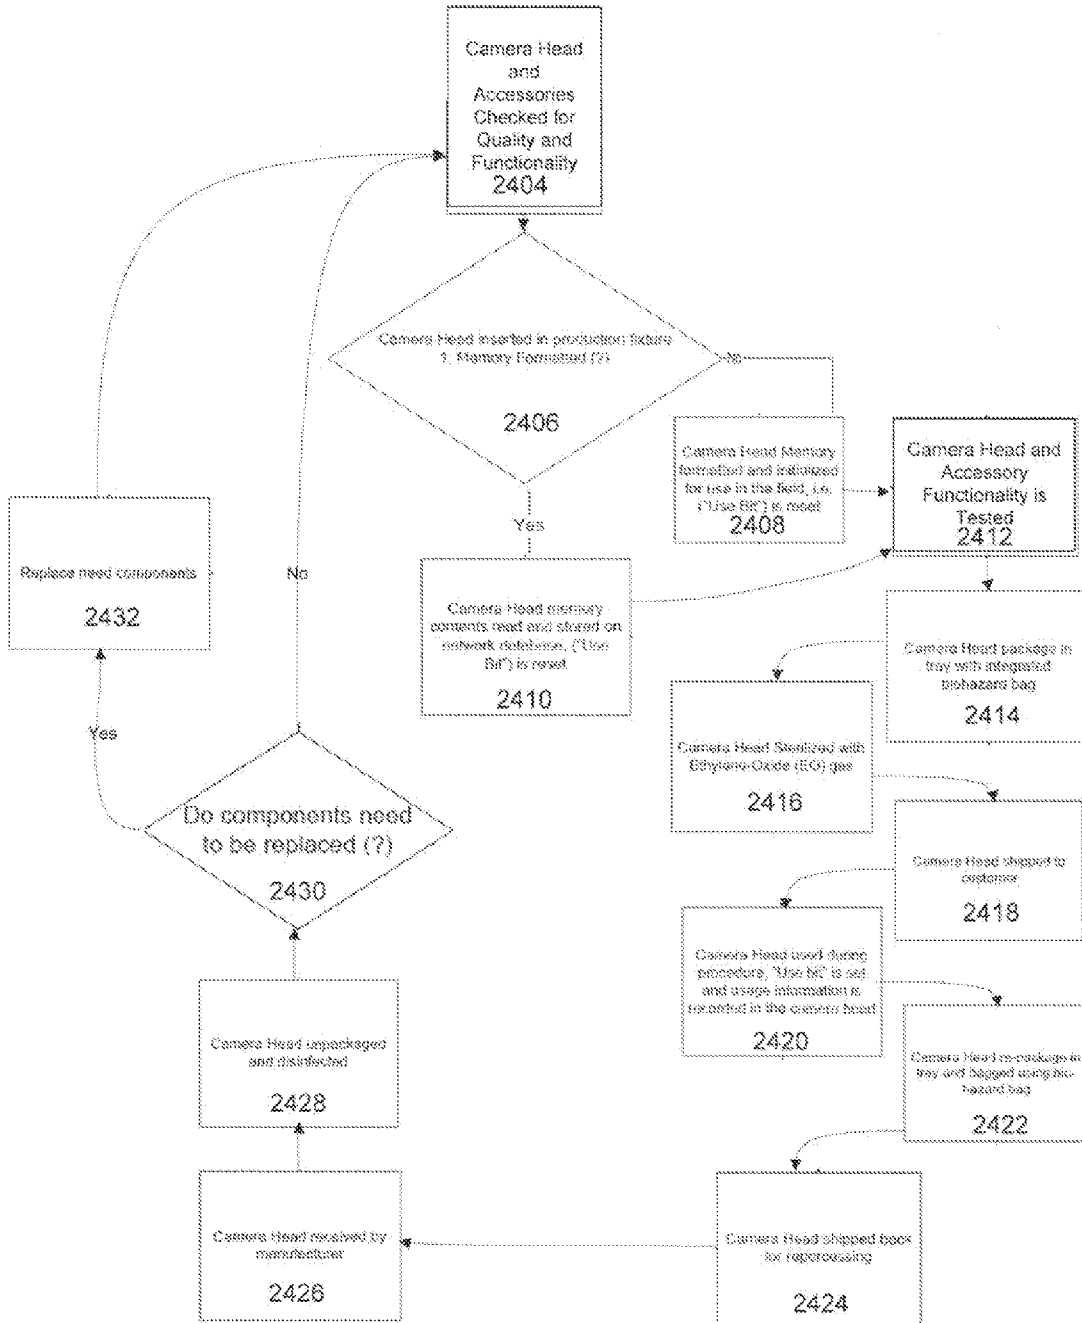 Camera Head
and
Accessories
Checked for
Quality and
Functionality
2404
Camera Head inserted in production fixture
1. Memory Formatted (?)
2406
No
Camera Head Memory
formatted and initialized
for use in the field, i.e.
("Use Bit") is reset
2408
Camera Head and
Accessory
Functionality is
Tested
2412
Yes
Camera Head memory
contents read and stored on
network database, ("Use
Bit") is reset
2410
Replace need components
2432
No
Camera Head package in
tray with integrated
biohazard bag
2414
Camera Head Sterilized with
Ethylene-Oxide (EO) gas
2416
Yes
Do components need
to be replaced (?)
2430
Camera Head shipped to
customer
2418
Camera Head used during
procedure, "Use bit" is set
and usage information is
recorded in the camera head
2420
Camera Head unpackaged
and disinfected
2428
Camera Head re-package in
tray and bagged using bio-
hazard bag
2422
Camera Head received by
manufacturer
2426
Camera Head shipped back
for reprocessing
2424